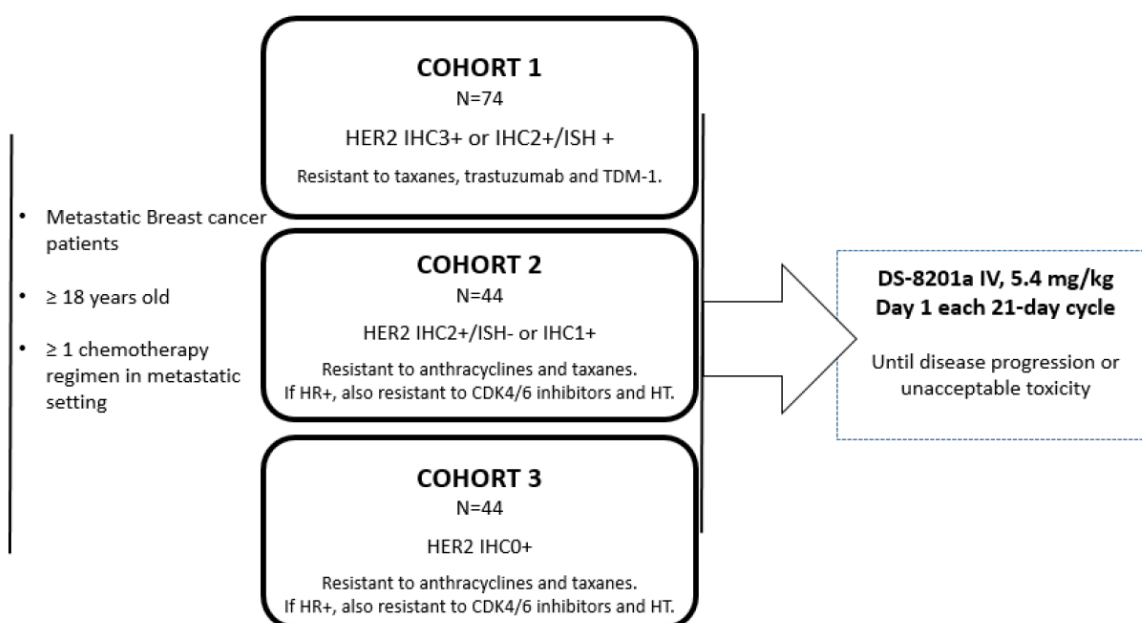 • Metastatic Breast cancer
patients
• ≥ 18 years old
• ≥ 1 chemotherapy
regimen in metastatic
setting
COHORT 1
N=74
HER2 IHC3+ or IHC2+/ISH +
Resistant to taxanes, trastuzumab and TDM-1.
COHORT 2
N=44
HER2 IHC2+/ISH- or IHC1+
Resistant to anthracyclines and taxanes.
If HR+, also resistant to CDK4/6 inhibitors and HT.
COHORT 3
N=44
HER2 IHC0+
Resistant to anthracyclines and taxanes.
If HR+, also resistant to CDK4/6 inhibitors and HT.
DS-8201a IV, 5.4 mg/kg
Day 1 each 21-day cycle
Until disease progression or
unacceptable toxicity